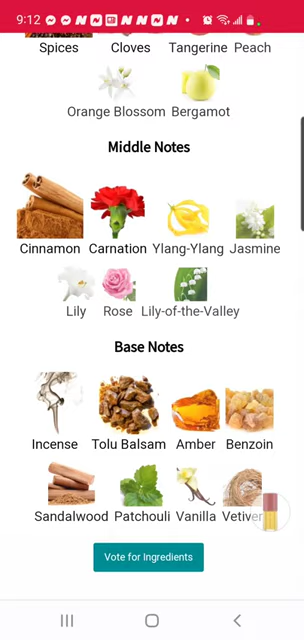 9:12
Spices Cloves Tangerine Peach
Orange Blossom Bergamot
Middle Notes
Cinnamon Carnation Ylang-Ylang Jasmine
Lily Rose Lily-of-the-Valley
Base Notes
Incense Tolu Balsam Amber Benzoin
Sandalwood Patchouli Vanilla Vetiver
Vote for Ingredients